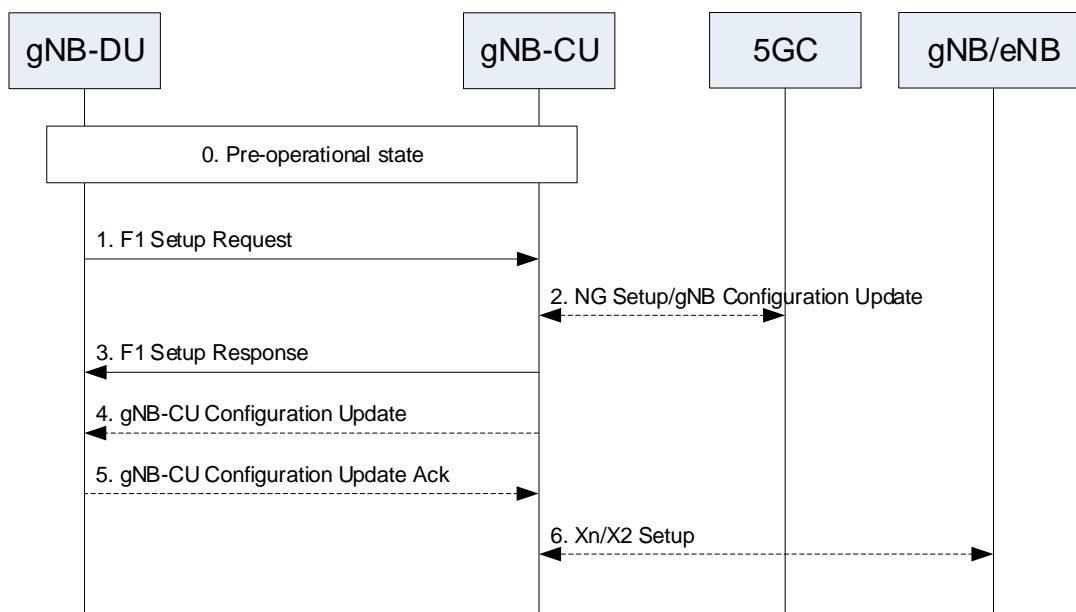 gNB-DU
gNB-CU
5GC
gNB/eNB
0. Pre-operational state
1. F1 Setup Request
2. NG Setup/gNB Configuration Update
3. F1 Setup Response
4. gNB-CU Configuration Update
5. gNB-CU Configuration Update Ack
6. Xn/X2 Setup